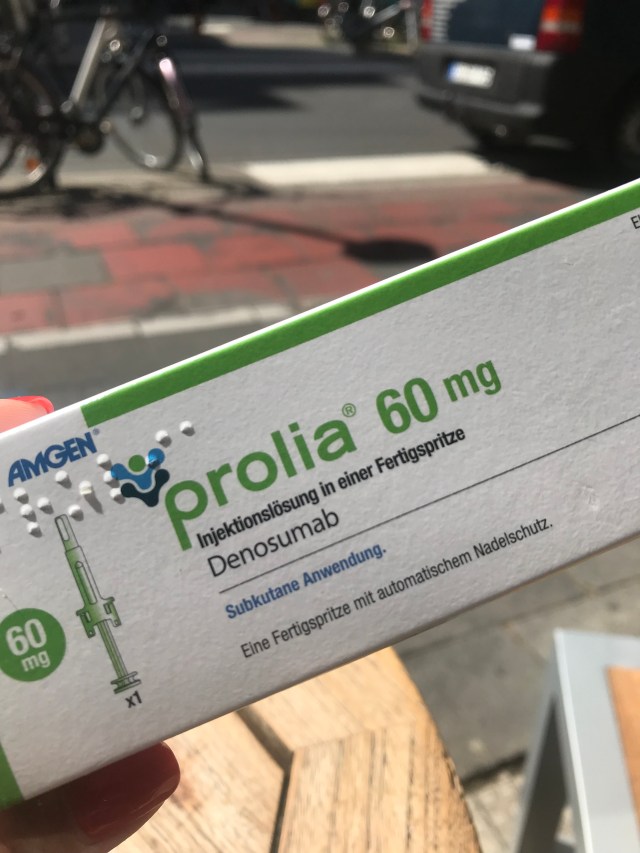 AMGEN®
prolia® 60 mg
Injektionslösung in einer Fertigspritze
Denosumab
Subkutane Anwendung.
Eine Fertigspritze mit automatischem Nadelschutz.
60
mg
x1